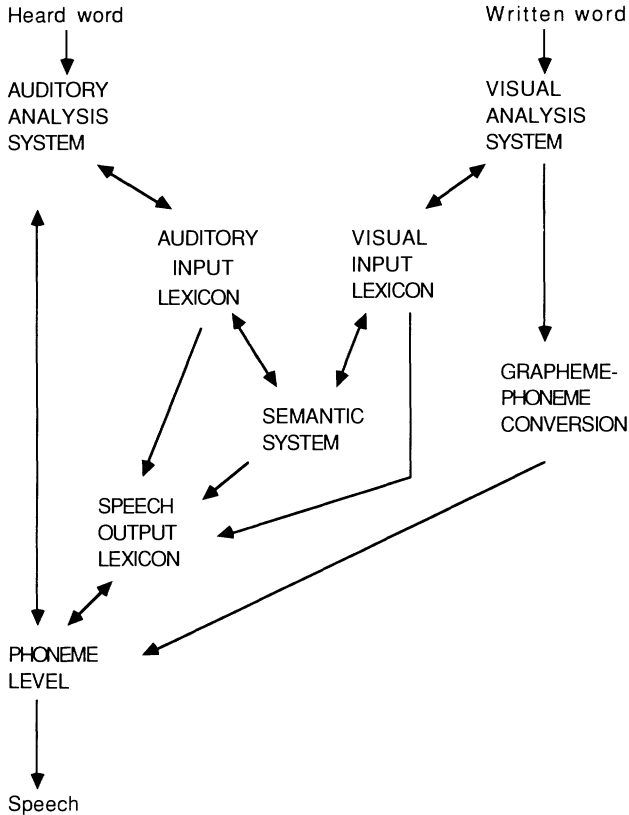 Heard word
Written word
AUDITORY
ANALYSIS
SYSTEM
VISUAL
ANALYSIS
SYSTEM
AUDITORY
INPUT
LEXICON
VISUAL
INPUT
LEXICON
SEMANTIC
SYSTEM
GRAPHEME-
PHONEME
CONVERSION
SPEECH
OUTPUT
LEXICON
PHONEME
LEVEL
Speech